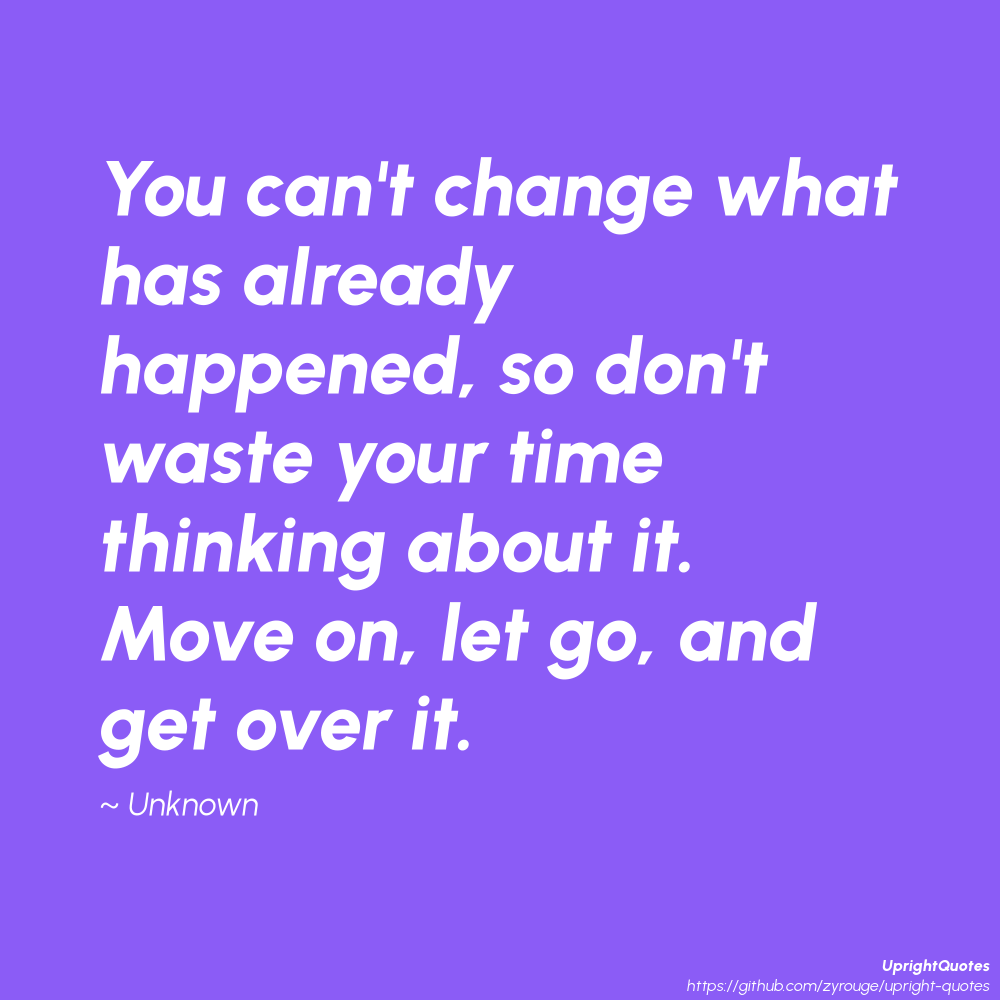 You can't change what
has already
happened, so don't
waste your time
thinking about it.
Move on, let go, and
get over it.
~ Unknown
UprightQuotes
https://github.com/zyrouge/upright-quotes